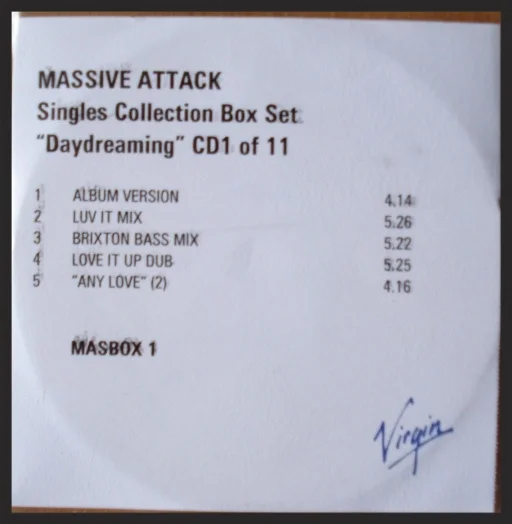 MASSIVE ATTACK
Singles Collection Box Set
"Daydreaming" CD1 of 11
1 ALBUM VERSION 4.14
2 LUV IT MIX 5.26
3 BRIXTON BASS MIX 5.22
4 LOVE IT UP DUB 5.25
5 "ANY LOVE" (2) 4.16
MASBOX 1
Virgin